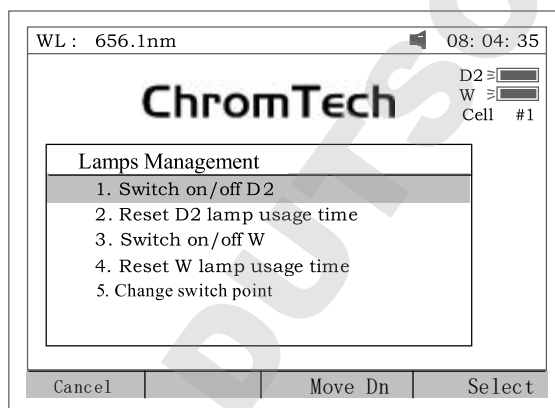 WL : 656.1nm 08: 04: 35
D2
W
Cell #1
ChromTech
Lamps Management
1. Switch on/off D2
2. Reset D2 lamp usage time
3. Switch on/off W
4. Reset W lamp usage time
5. Change switch point
Cancel Move Dn Select